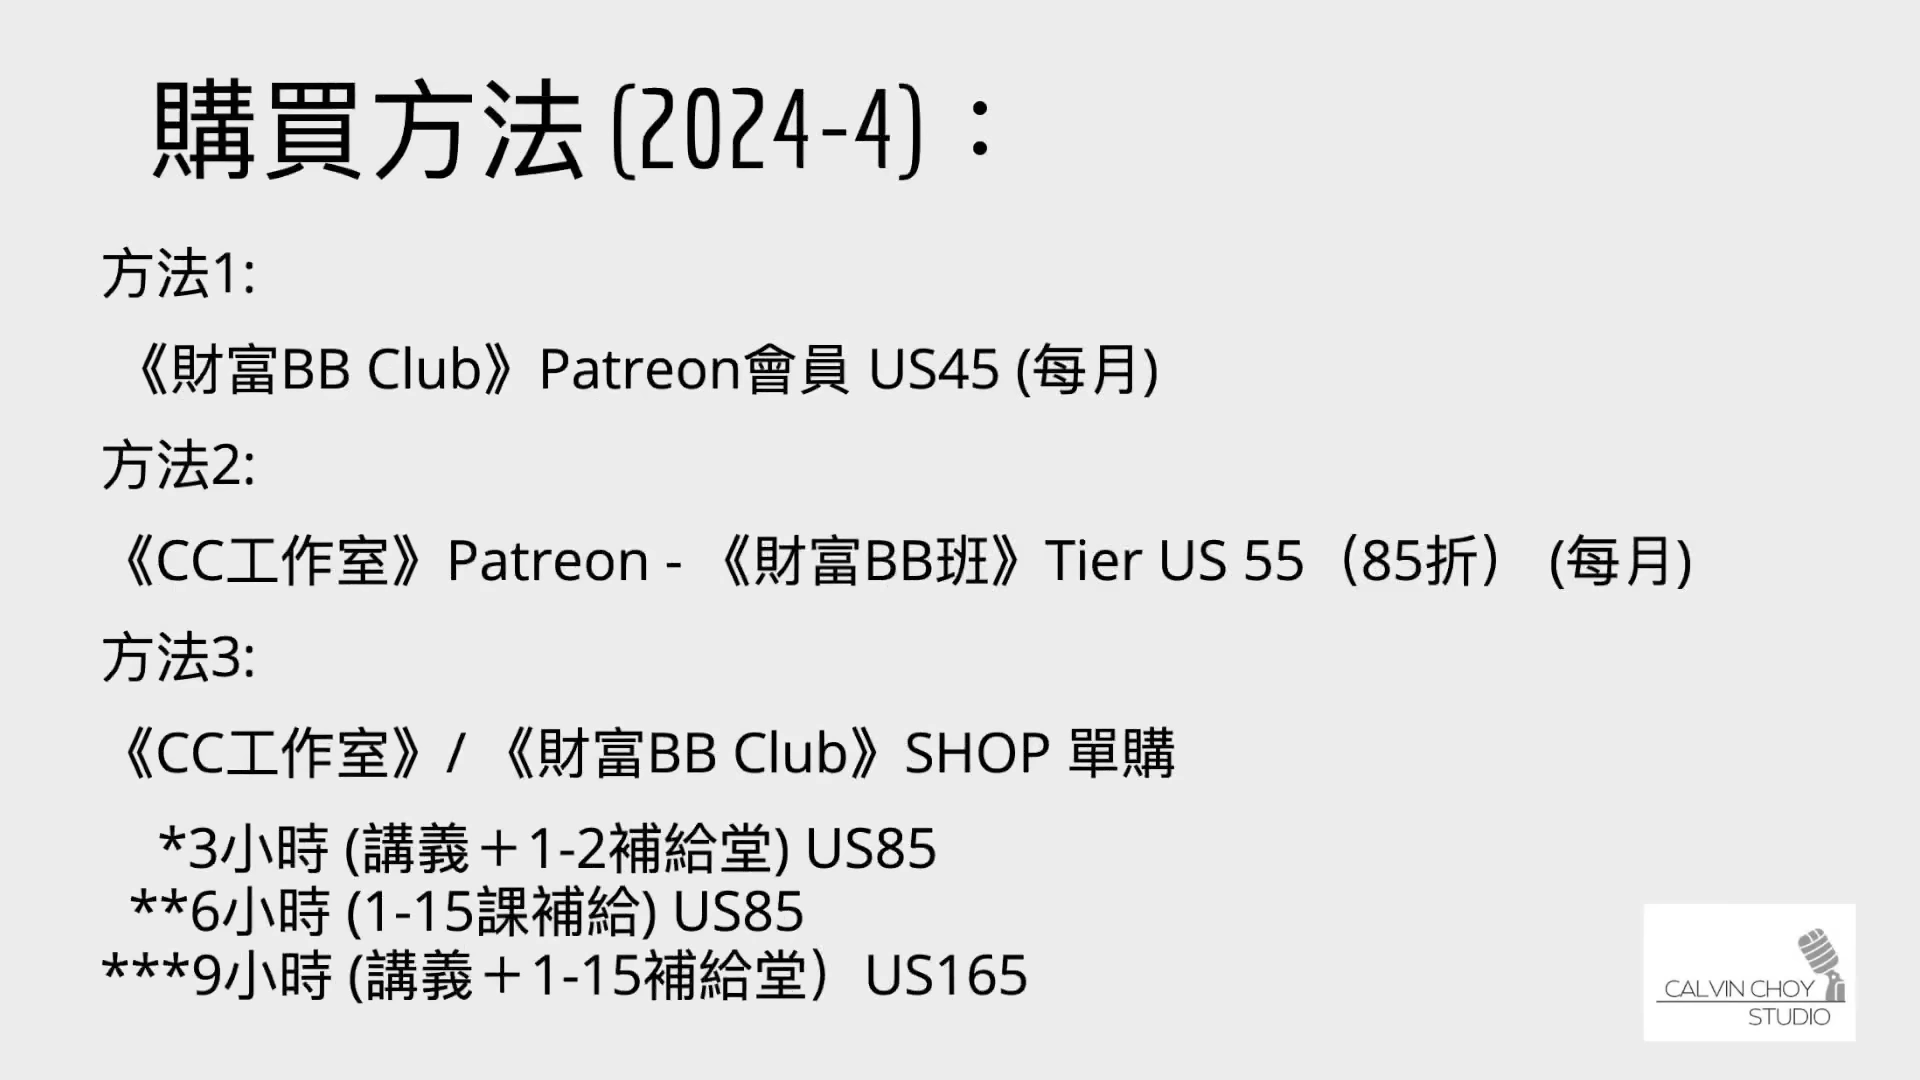 購買方法 (2024-4)：
方法1:
《財富BB Club》Patreon會員 US45 (每月)
方法2:
《CC工作室》Patreon - 《財富BB班》Tier US 55（85折） (每月)
方法3:
《CC工作室》/ 《財富BB Club》SHOP 單購
*3小時 (講義＋1-2補給堂) US85
**6小時 (1-15課補給) US85
***9小時 (講義＋1-15補給堂）US165
CALVIN CHOY
STUDIO